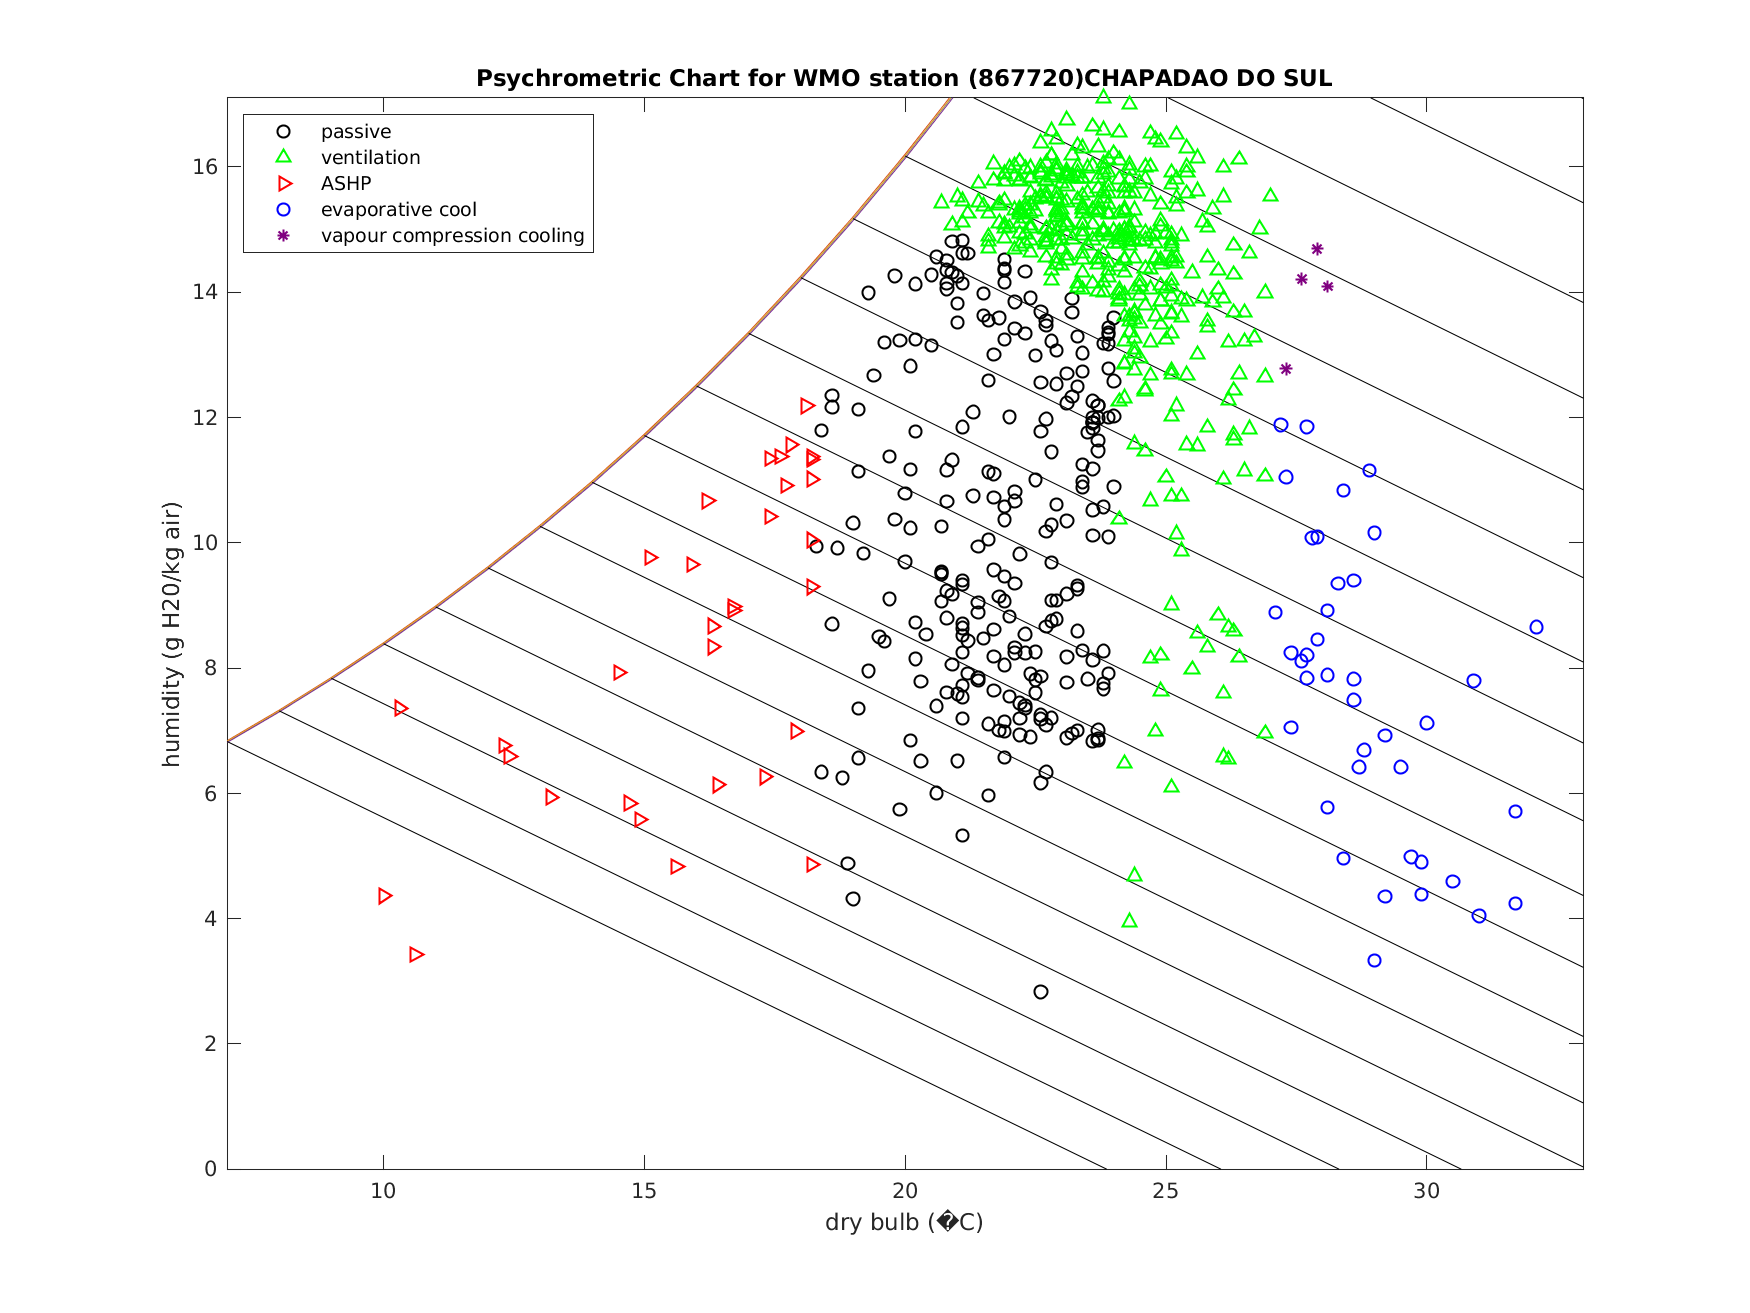 Psychrometric Chart for WMO station (867720)CHAPADAO DO SUL
passive
ventilation
ASHP
evaporative cool
vapour compression cooling
humidity (g H20/kg air)
16
14
12
10
8
6
4
2
0
10 15 20 25 30
dry bulb (�C)